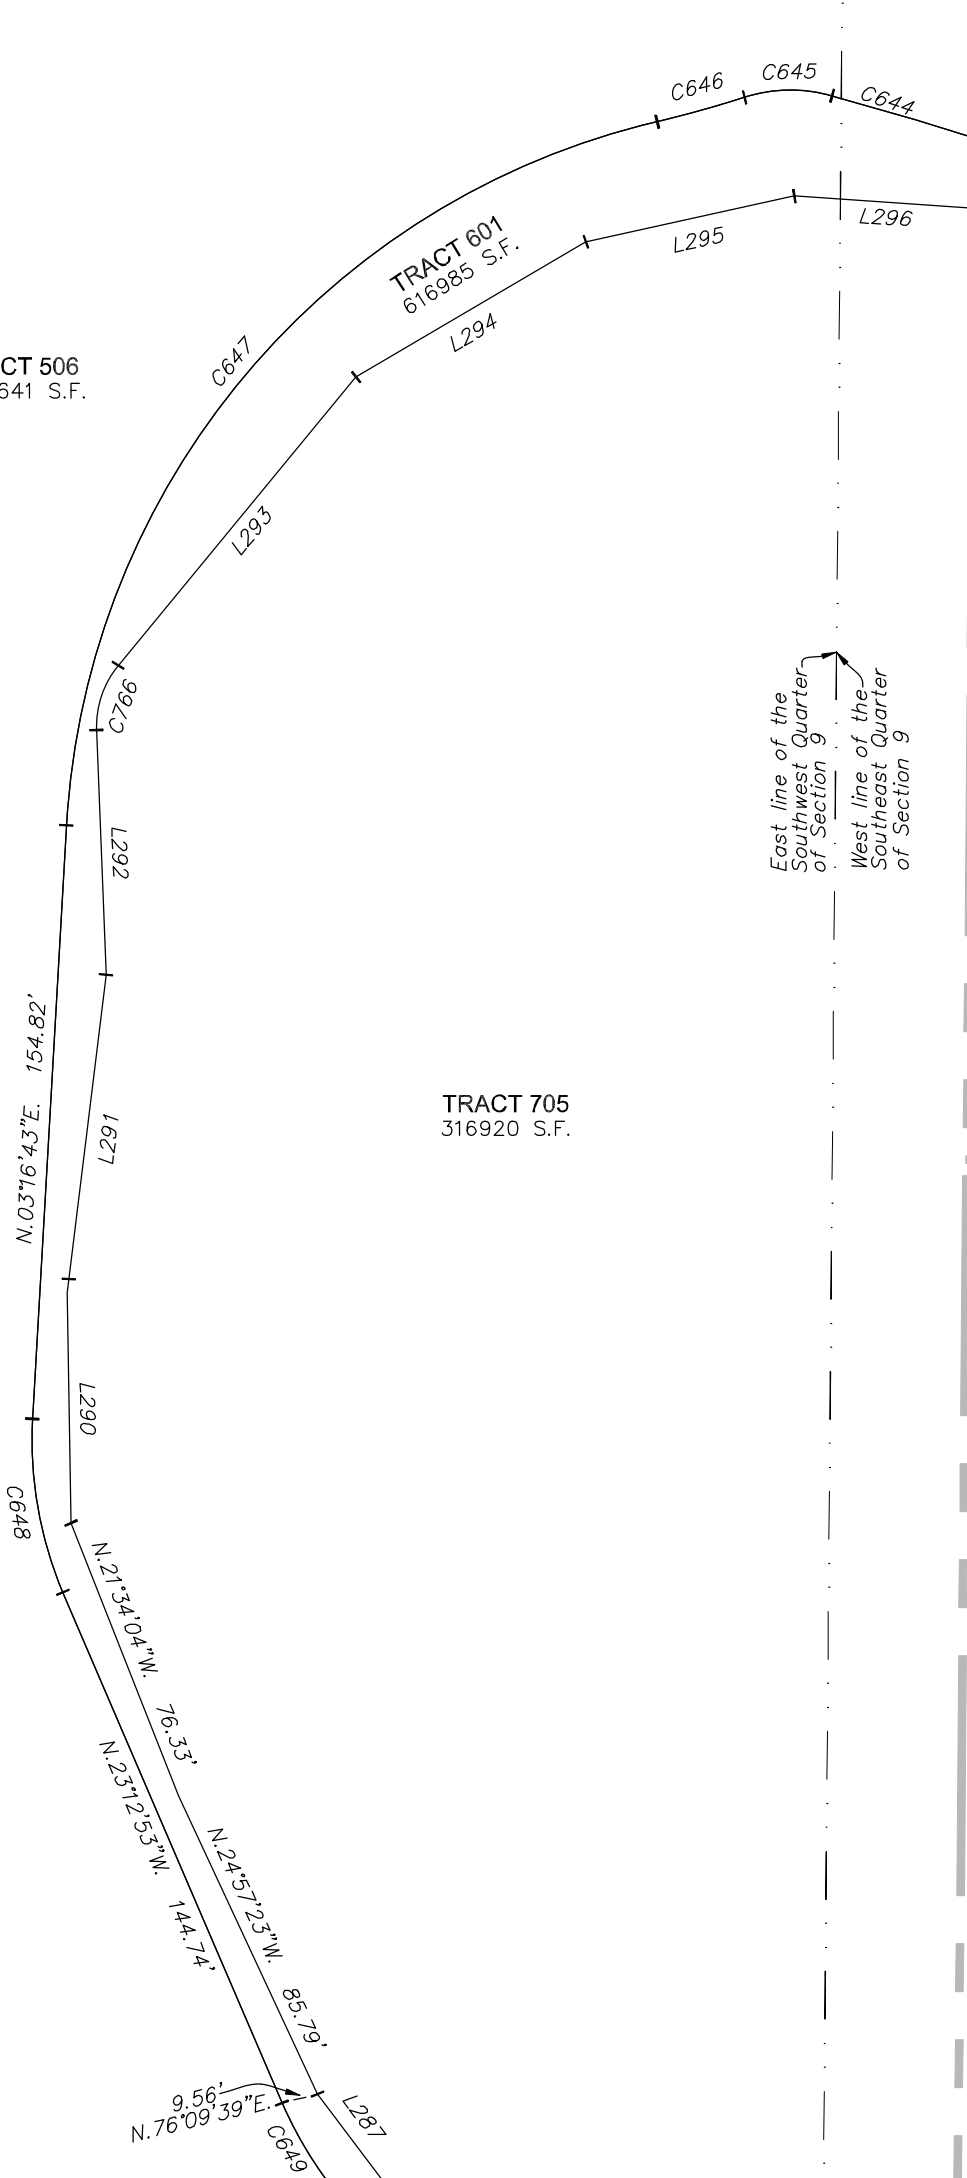 C646
C645
C644
L296
L295
TRACT 601
616985 S.F.
L294
C647
CT 506
641 S.F.
L293
C766
East line of the
Southwest Quarter
of Section 9
West line of the
Southeast Quarter
of Section 9
L292
N.03°16'43"E. 154.82'
L291
TRACT 705
316920 S.F.
L290
C648
N.21°34'04"W. 76.33'
N.23°12'53"W. 144.74'
N.24°57'23"W. 85.79'
9.56'
N.76°09'39"E.
L287
C649